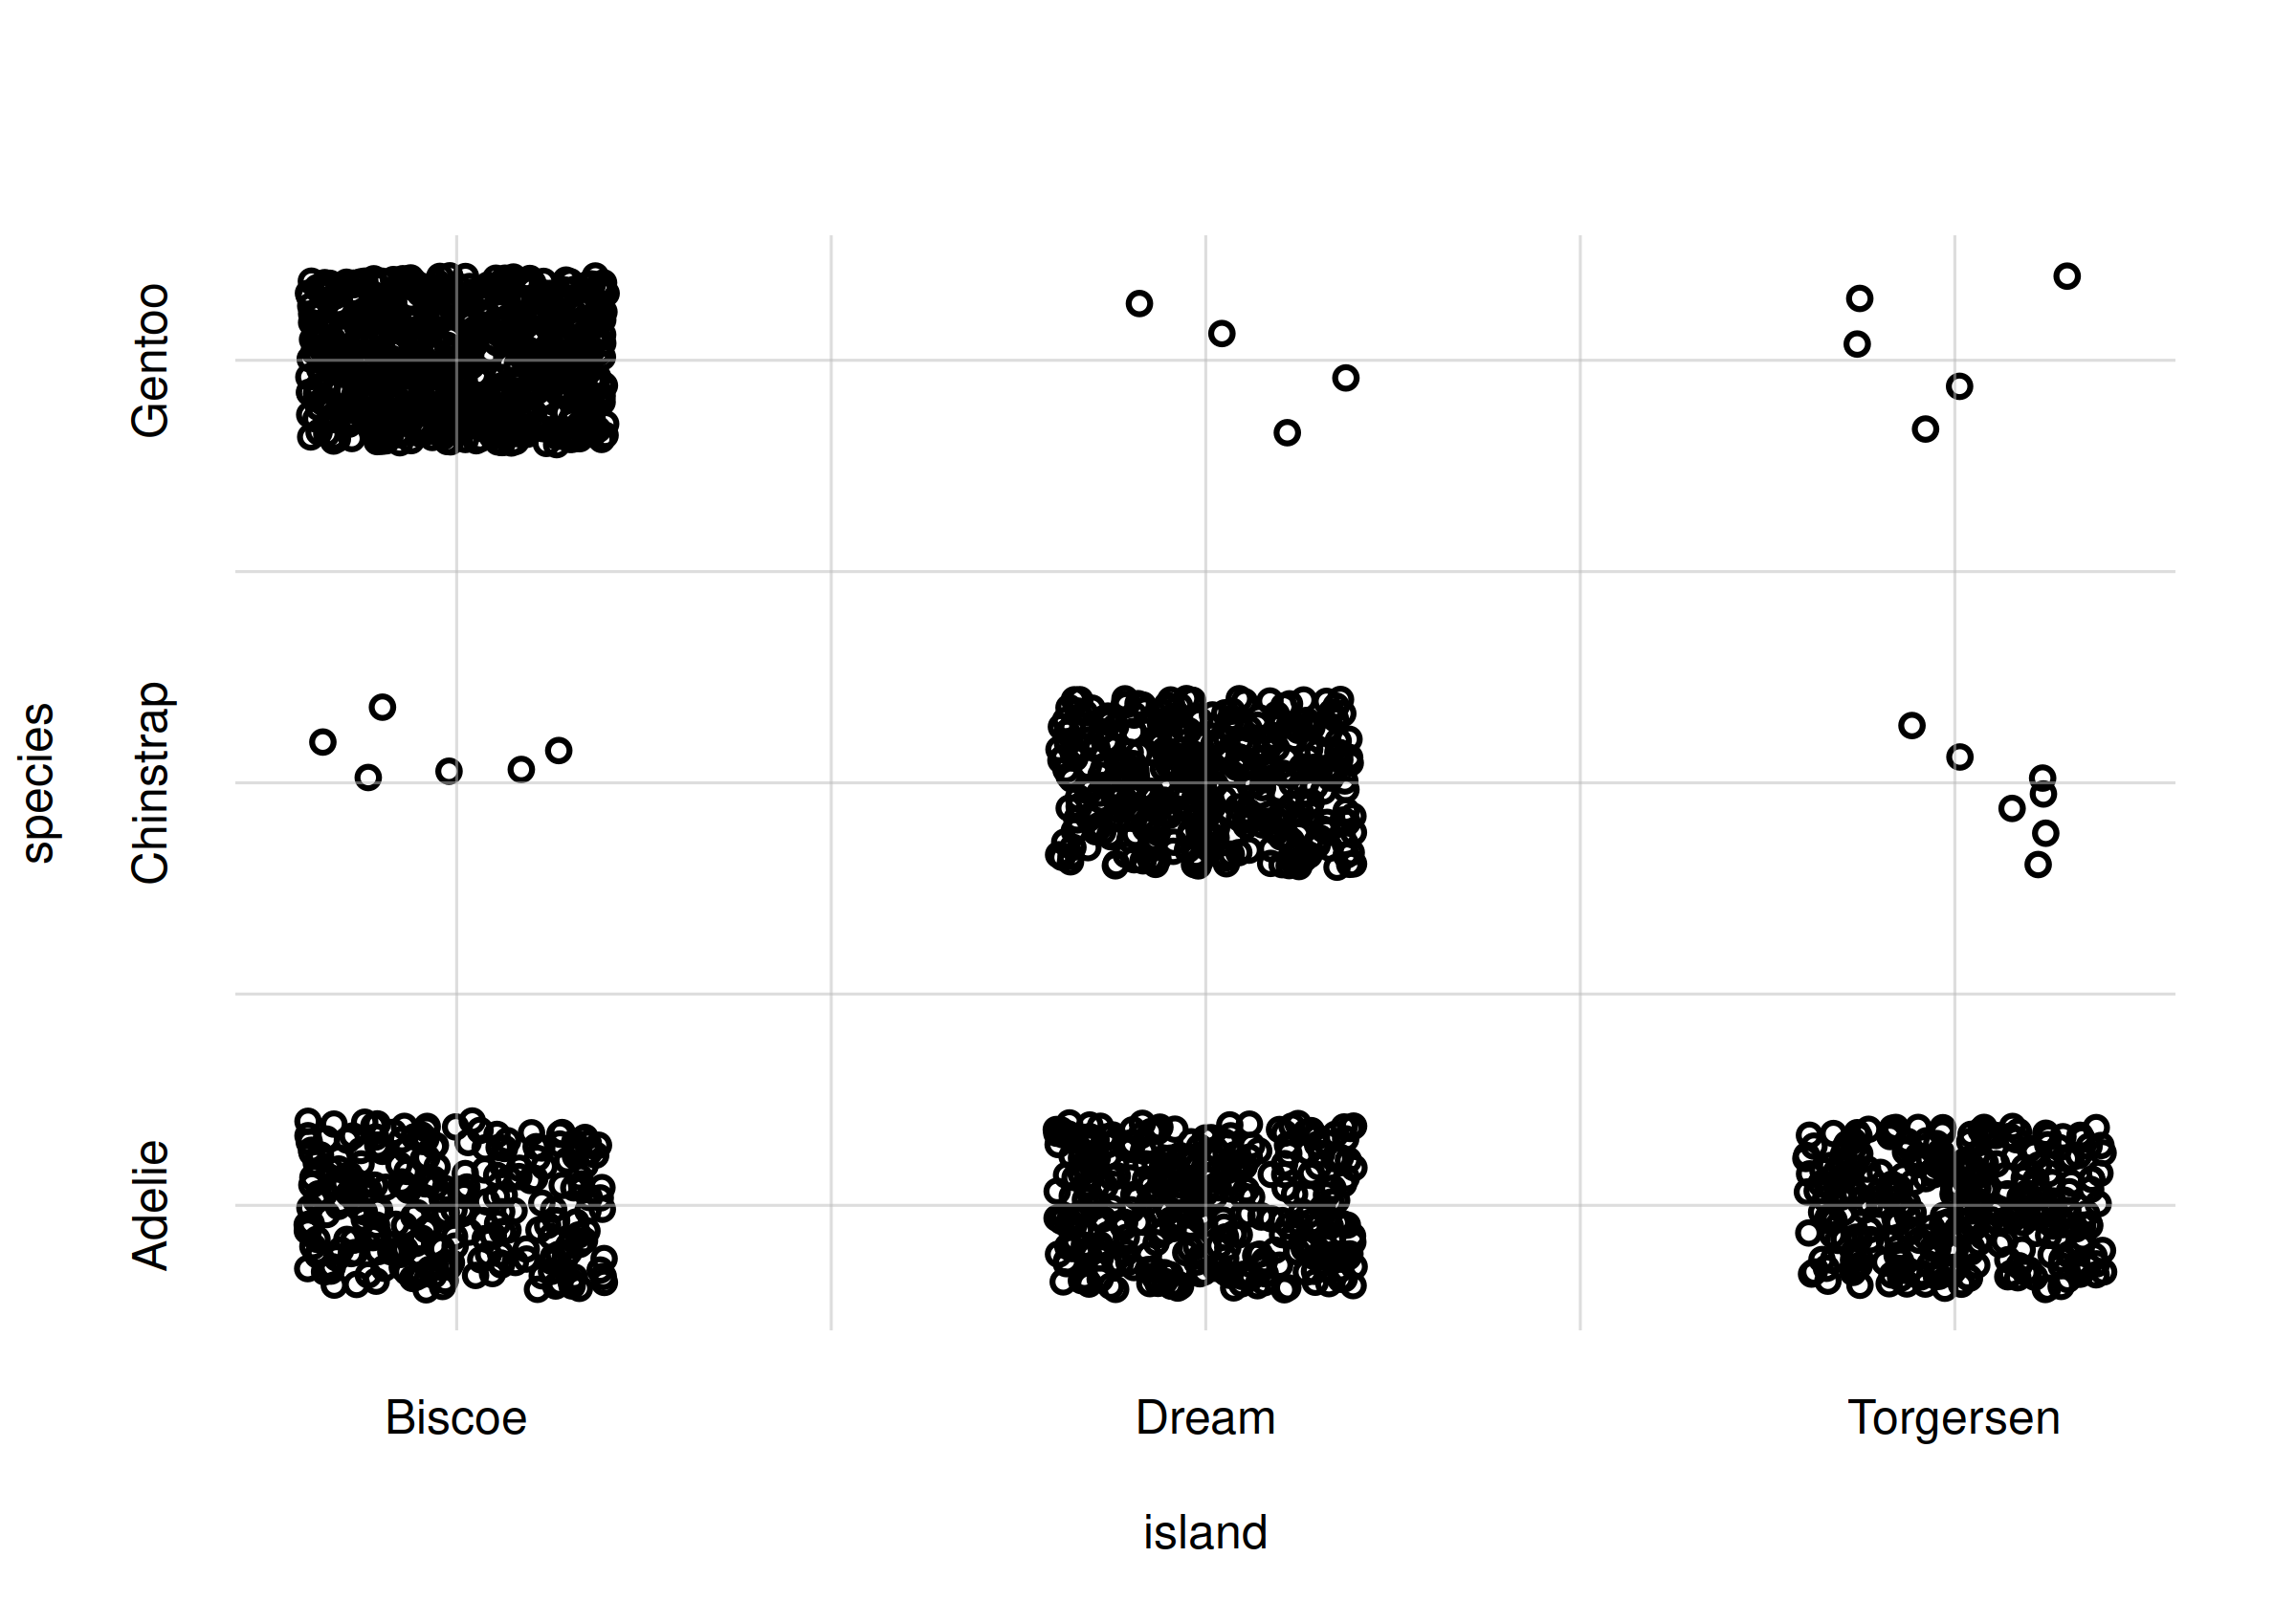 Gentoo
Chinstrap
Adelie
species
Biscoe
Dream
Torgersen
island